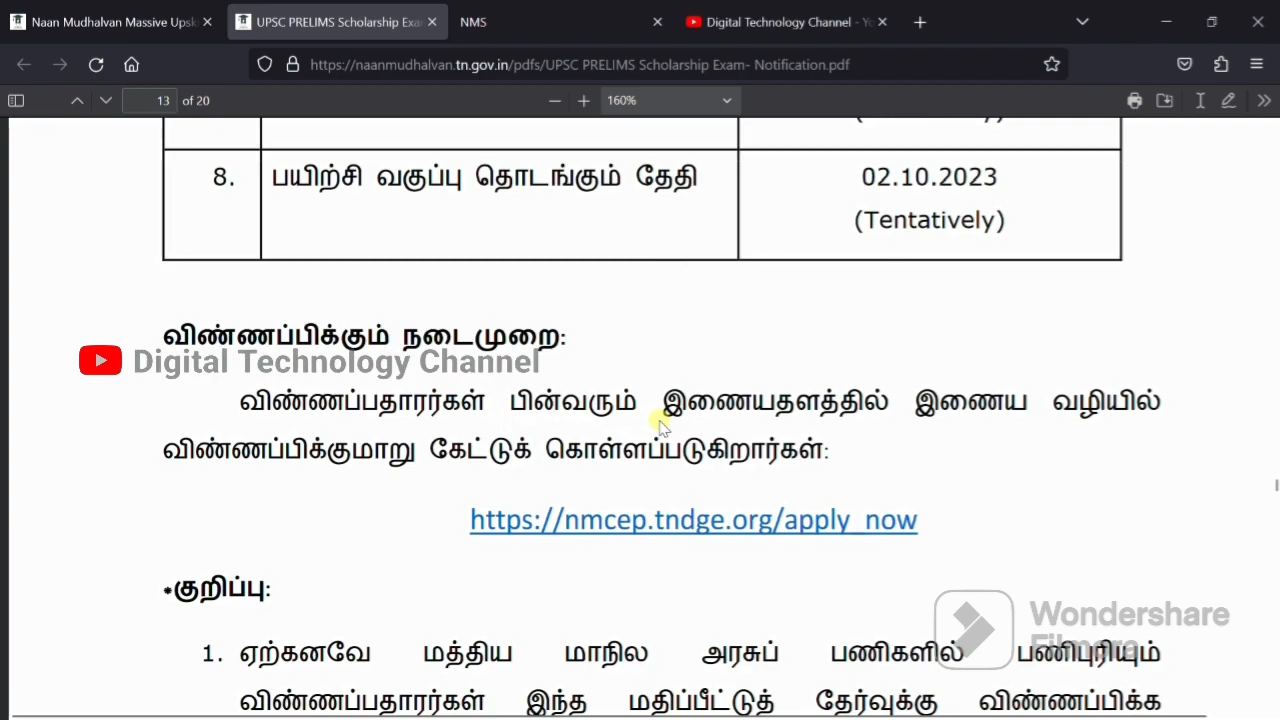 Naan Mudhalvan Massive Upsk
UPSC PRELIMS Scholarship Exa
NMS
Digital Technology Channel - Yo
https://naanmudhalvan.tn.gov.in/pdfs/UPSC PRELIMS Scholarship Exam- Notification.pdf
13 of 20
160%
8. பயிற்சி வகுப்பு தொடங்கும் தேதி 02.10.2023
(Tentatively)
விண்ணப்பிக்கும் நடைமுறை:
Digital Technology Channel
விண்ணப்பதாரர்கள் பின்வரும் இணையதளத்தில் இணைய வழியில்
விண்ணப்பிக்குமாறு கேட்டுக் கொள்ளப்படுகிறார்கள்:
https://nmcep.tndge.org/apply_now
*குறிப்பு:
Wondershare
Filmora
1. ஏற்கனவே மத்திய மாநில அரசுப் பணிகளில் பணிபுரியும்
விண்ணப்பதாரர்கள் இந்த மதிப்பீட்டுத் தேர்வுக்கு விண்ணப்பிக்க